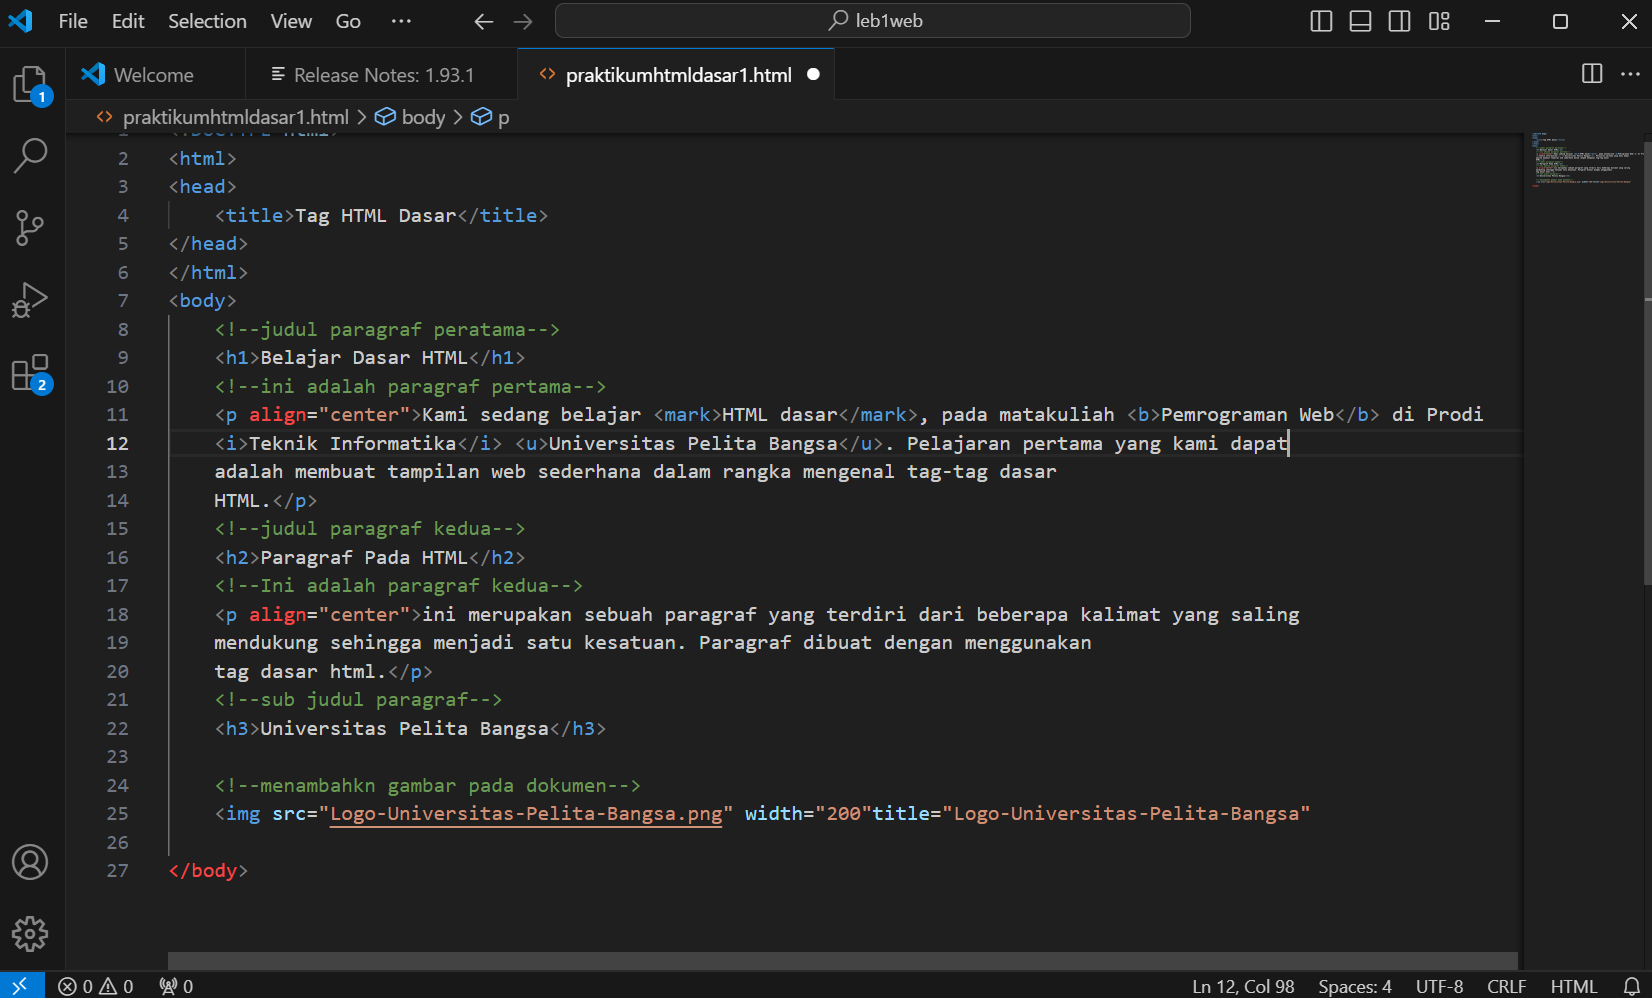 File Edit Selection View Go ··· leb1web
Welcome Release Notes: 1.93.1 praktikumhtmldasar1.html
praktikumhtmldasar1.html > body > p
1 <!DOCTYPE html>
2 <html>
3 <head>
4 <title>Tag HTML Dasar</title>
5 </head>
6 </html>
7 <body>
8 <!--judul paragraf peratama-->
9 <h1>Belajar Dasar HTML</h1>
10 <!--ini adalah paragraf pertama-->
11 <p align="center">Kami sedang belajar <mark>HTML dasar</mark>, pada matakuliah <b>Pemrograman Web</b> di Prodi
12 <i>Teknik Informatika</i> <u>Universitas Pelita Bangsa</u>. Pelajaran pertama yang kami dapat
13 adalah membuat tampilan web sederhana dalam rangka mengenal tag-tag dasar
14 HTML.</p>
15 <!--judul paragraf kedua-->
16 <h2>Paragraf Pada HTML</h2>
17 <!--Ini adalah paragraf kedua-->
18 <p align="center">ini merupakan sebuah paragraf yang terdiri dari beberapa kalimat yang saling
19 mendukung sehingga menjadi satu kesatuan. Paragraf dibuat dengan menggunakan
20 tag dasar html.</p>
21 <!--sub judul paragraf-->
22 <h3>Universitas Pelita Bangsa</h3>
23
24 <!--menambahkn gambar pada dokumen-->
25 <img src="Logo-Universitas-Pelita-Bangsa.png" width="200"title="Logo-Universitas-Pelita-Bangsa"
26
27 </body>
1
2
0 0 0 Ln 12, Col 98 Spaces: 4 UTF-8 CRLF HTML